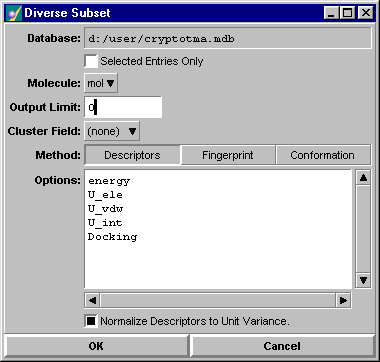 Diverse Subset
Database: d:/user/cryptotma.mdb
Selected Entries Only
Molecule: mol
Output Limit: 0
Cluster Field: (none)
Method: Descriptors Fingerprint Conformation
Options:
energy
U_ele
U_vdw
U_int
Docking
Normalize Descriptors to Unit Variance.
OK Cancel